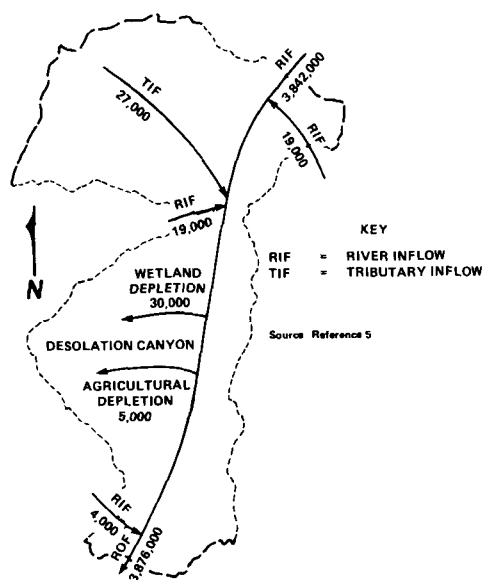 RIF
3,842,000
TIF
27,000
RIF
19,000
RIF
19,000
KEY
RIF = RIVER INFLOW
TIF = TRIBUTARY INFLOW
N
WETLAND
DEPLETION
30,000
Source Reference 5
DESOLATION CANYON
AGRICULTURAL
DEPLETION
5,000
RIF
4,000
ROF
3,876,000